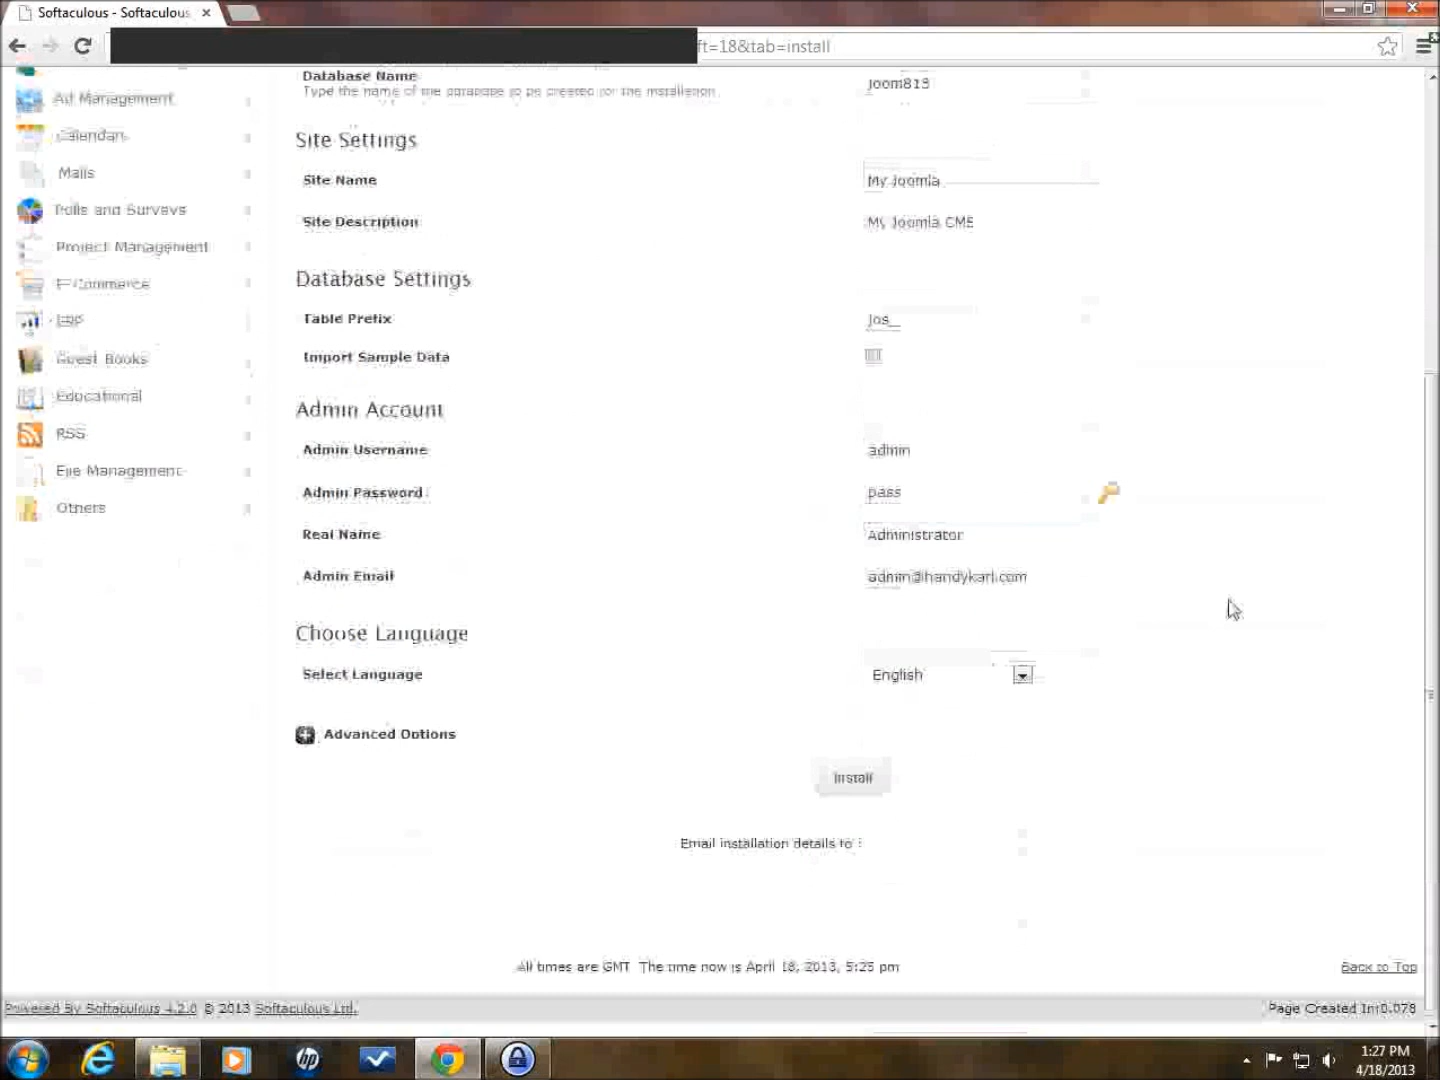 Softaculous - Softaculous
ft=18&tab=install
Database Name
joom815
Type the name of the database to be created for the installation
Ad Management
Calendars
Site Settings
Mails
Site Name
My Joomla
Polls and Surveys
Site Description
My Joomla CMS
Project Management
E-Commerce
Database Settings
ERP
Table Prefix
jos_
Guest Books
Import Sample Data
Educational
Admin Account
RSS
Admin Username
admin
File Management
Admin Password
pass
Others
Real Name
Administrator
Admin Email
admin@handykarl.com
Choose Language
Select Language
English
Advanced Options
Install
Email installation details to :
All times are GMT. The time now is April 18, 2013, 5:25 pm
Back to Top
Powered By Softaculous 4.2.0 © 2013 Softaculous Ltd.
Page Created In:0.078
hp
1:27 PM
4/18/2013